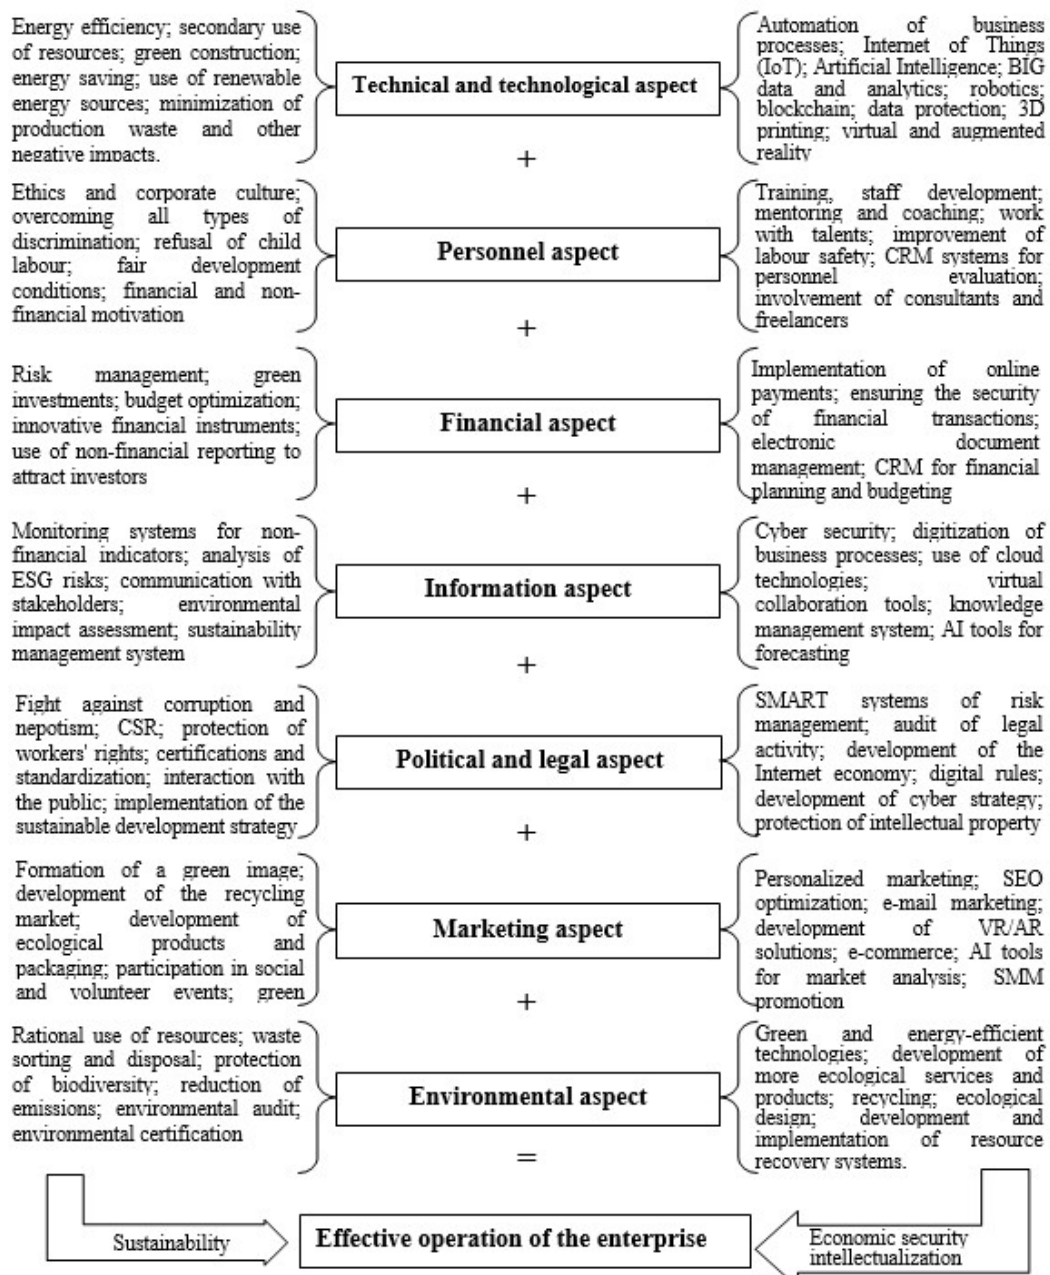 Energy efficiency; secondary use
of resources; green construction;
energy saving; use of renewable
energy sources; minimization of
production waste and other
negative impacts.
Technical and technological aspect
Automation of business
processes; Internet of Things
(IoT); Artificial Intelligence; BIG
data and analytics; robotics;
blockchain; data protection; 3D
printing; virtual and augmented
reality
+
Ethics and corporate culture;
overcoming all types of
discrimination; refusal of child
labour; fair development
conditions; financial and non-
financial motivation
Personnel aspect
Training, staff development;
mentoring and coaching; work
with talents; improvement of
labour safety; CRM systems for
personnel evaluation;
involvement of consultants and
freelancers
+
Risk management; green
investments; budget optimization;
innovative financial instruments;
use of non-financial reporting to
attract investors
Financial aspect
Implementation of online
payments; ensuring the security
of financial transactions;
electronic document
management; CRM for financial
planning and budgeting
+
Monitoring systems for non-
financial indicators; analysis of
ESG risks; communication with
stakeholders; environmental
impact assessment; sustainability
management system
Information aspect
Cyber security; digitization of
business processes; use of cloud
technologies; virtual
collaboration tools; knowledge
management system; AI tools for
forecasting
+
Fight against corruption and
nepotism; CSR; protection of
workers' rights; certifications and
standardization; interaction with
the public; implementation of the
sustainable development strategy
Political and legal aspect
SMART systems of risk
management; audit of legal
activity; development of the
Internet economy; digital rules;
development of cyber strategy;
protection of intellectual property
+
Formation of a green image;
development of the recycling
market; development of
ecological products and
packaging; participation in social
and volunteer events; green
Marketing aspect
Personalized marketing; SEO
optimization; e-mail marketing;
development of VR/AR
solutions; e-commerce; AI tools
for market analysis; SMM
promotion
+
Rational use of resources; waste
sorting and disposal; protection
of biodiversity; reduction of
emissions; environmental audit;
environmental certification
Environmental aspect
Green and energy-efficient
technologies; development of
more ecological services and
products; recycling; ecological
design; development and
implementation of resource
recovery systems.
=
Sustainability
Effective operation of the enterprise
Economic security
intellectualization